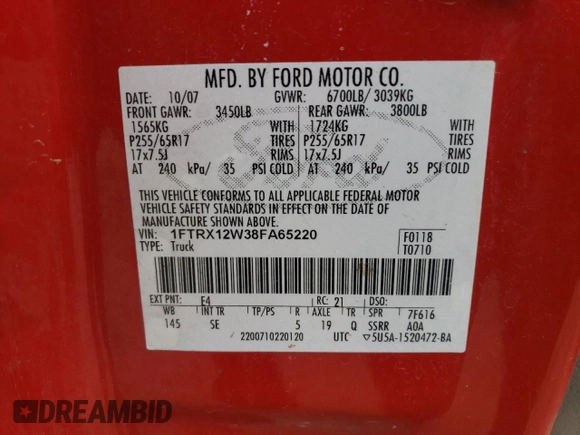 MFD. BY FORD MOTOR CO.
DATE: 10/07 GVWR: 6700LB/ 3039KG
FRONT GAWR: 3450LB REAR GAWR: 3800LB
1565KG WITH 1724KG WITH
P255/65R17 TIRES P255/65R17 TIRES
17x7.5J RIMS 17x7.5J RIMS
AT 240 kPa/ 35 PSI COLD AT 240 kPa/ 35 PSI COLD
THIS VEHICLE CONFORMS TO ALL APPLICABLE FEDERAL MOTOR
VEHICLE SAFETY STANDARDS IN EFFECT ON THE DATE OF
MANUFACTURE SHOWN ABOVE.
VIN: 1FTRX12W38FA65220 F0118
TYPE: Truck T0710
EXT PNT: E4 RC: 21 DSO:
WB INT TR TP/PS R AXLE TR SPR 7F616
145 SE 5 19 Q SSRR AOA
2200710220120 UTC ▽5U5A-1520472-BA
Ford
DREAMBID